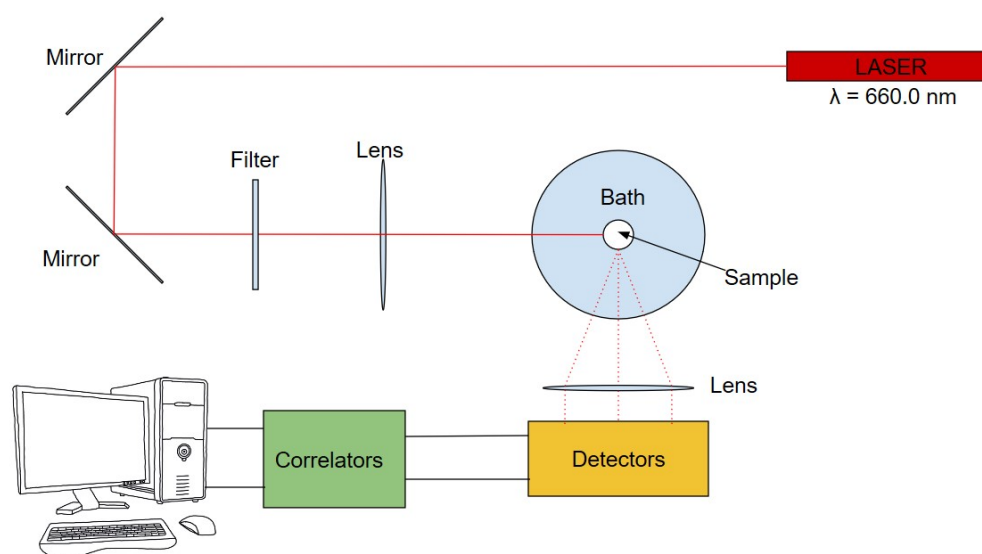 Mirror
LASER
λ = 660.0 nm
Filter
Lens
Bath
Mirror
Sample
Lens
Correlators
Detectors